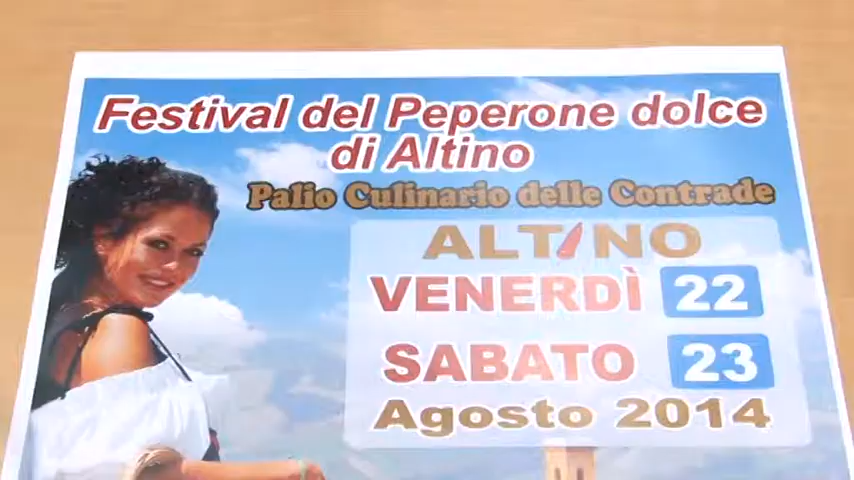 Festival del Peperone dolce
di Altino
Palio Culinario delle Contrade
ALTINO
VENERDÌ 22
SABATO 23
Agosto 2014